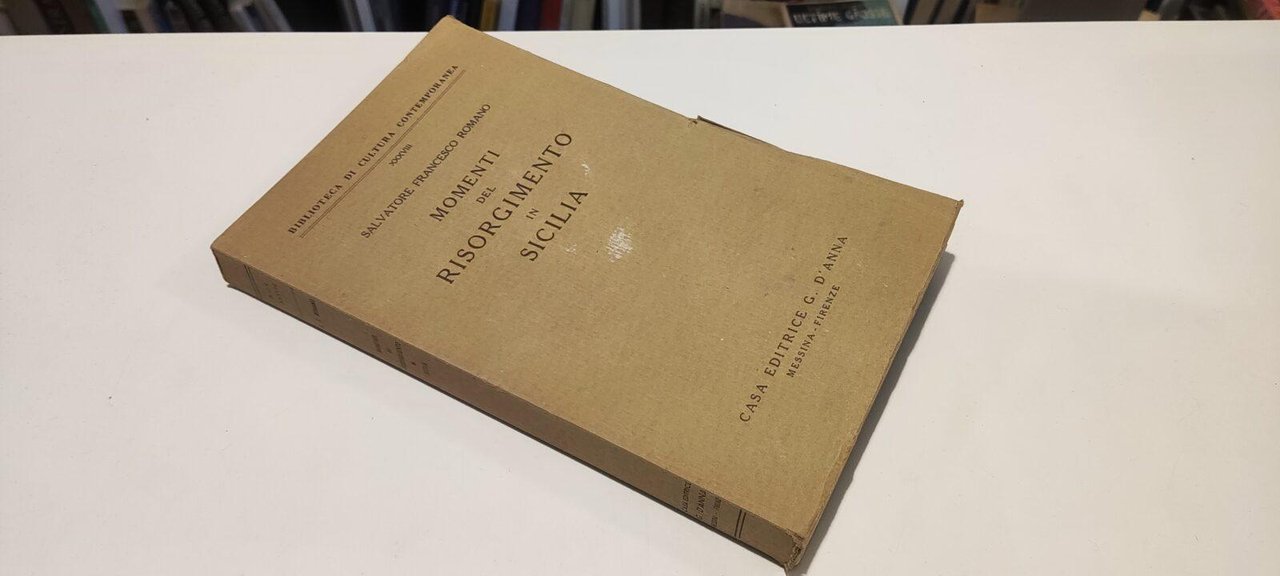 BIBLIOTECA DI CULTURA CONTEMPORANEA
XXXVIII
SALVATORE FRANCESCO ROMANO
MOMENTI
DEL
RISORGIMENTO
IN
SICILIA
CASA EDITRICE G. D'ANNA
MESSINA - FIRENZE